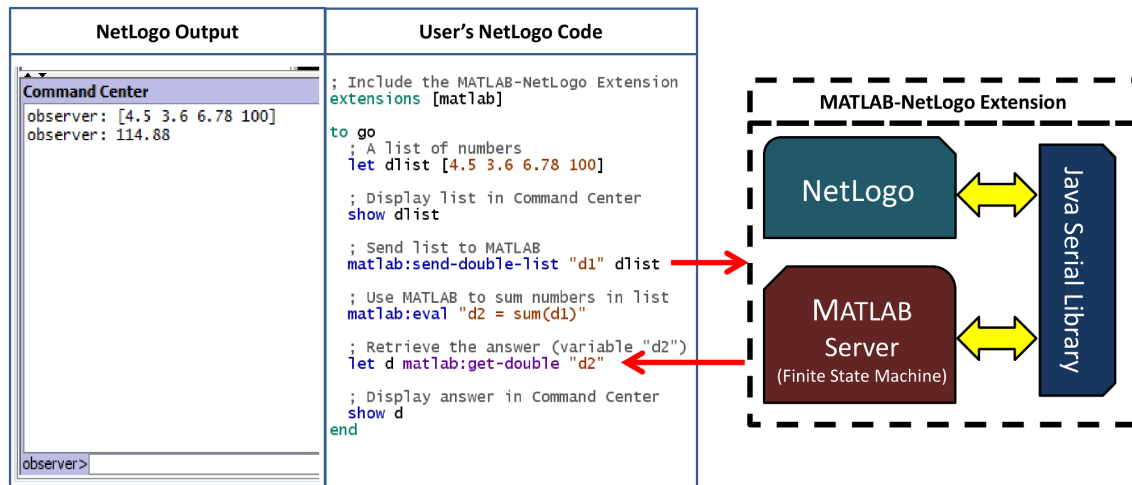 NetLogo Output
Command Center
observer: [4.5 3.6 6.78 100]
observer: 114.88
observer>
User's NetLogo Code
; Include the MATLAB-NetLogo Extension
extensions [matlab]
to go
; A list of numbers
let dlist [4.5 3.6 6.78 100]
; Display list in Command Center
show dlist
; Send list to MATLAB
matlab:send-double-list "d1" dlist
; Use MATLAB to sum numbers in list
matlab:eval "d2 = sum(d1)"
; Retrieve the answer (variable "d2")
let d matlab:get-double "d2"
; Display answer in Command Center
show d
end
MATLAB-NetLogo Extension
NetLogo
MATLAB
Server
(Finite State Machine)
Java Serial Library